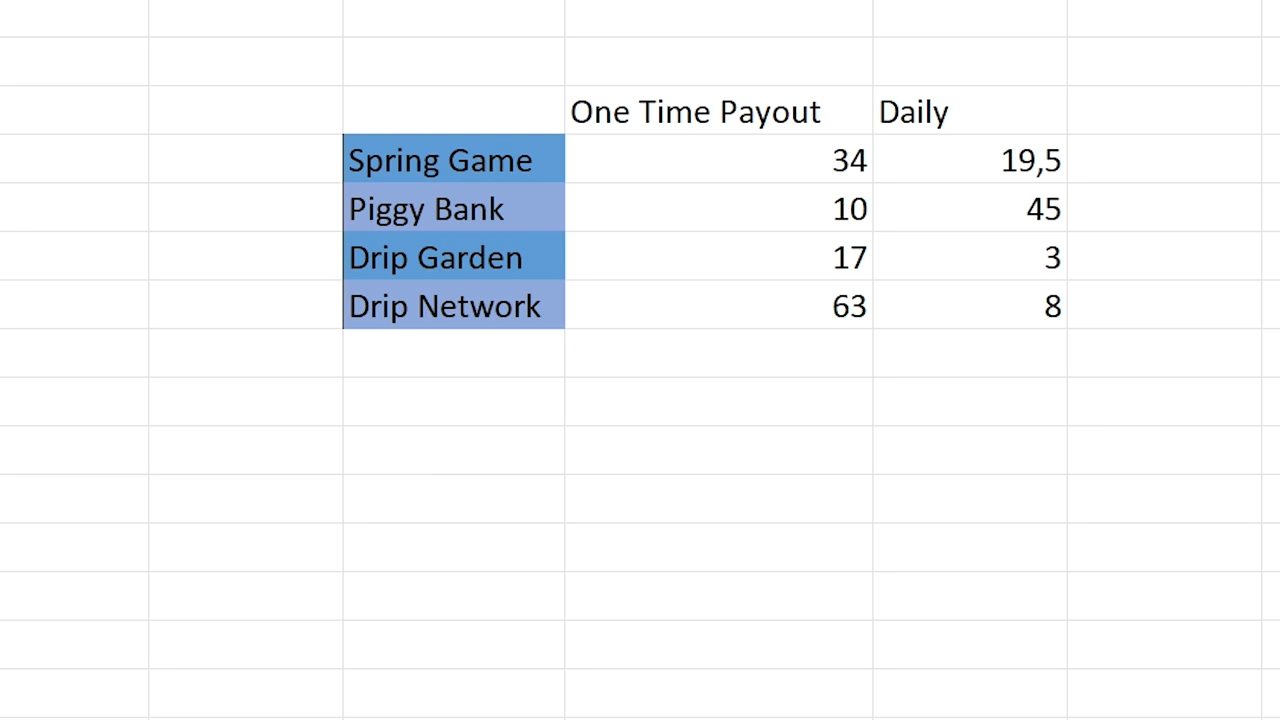 One Time Payout Daily
Spring Game 34 19,5
Piggy Bank 10 45
Drip Garden 17 3
Drip Network 63 8